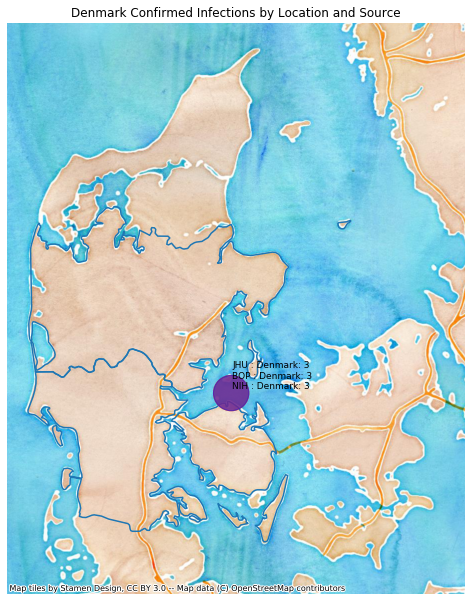 Denmark Confirmed Infections by Location and Source
JHU : Denmark: 3
BOP : Denmark: 3
NIH : Denmark: 3
Map tiles by Stamen Design, CC BY 3.0 -- Map data (C) OpenStreetMap contributors